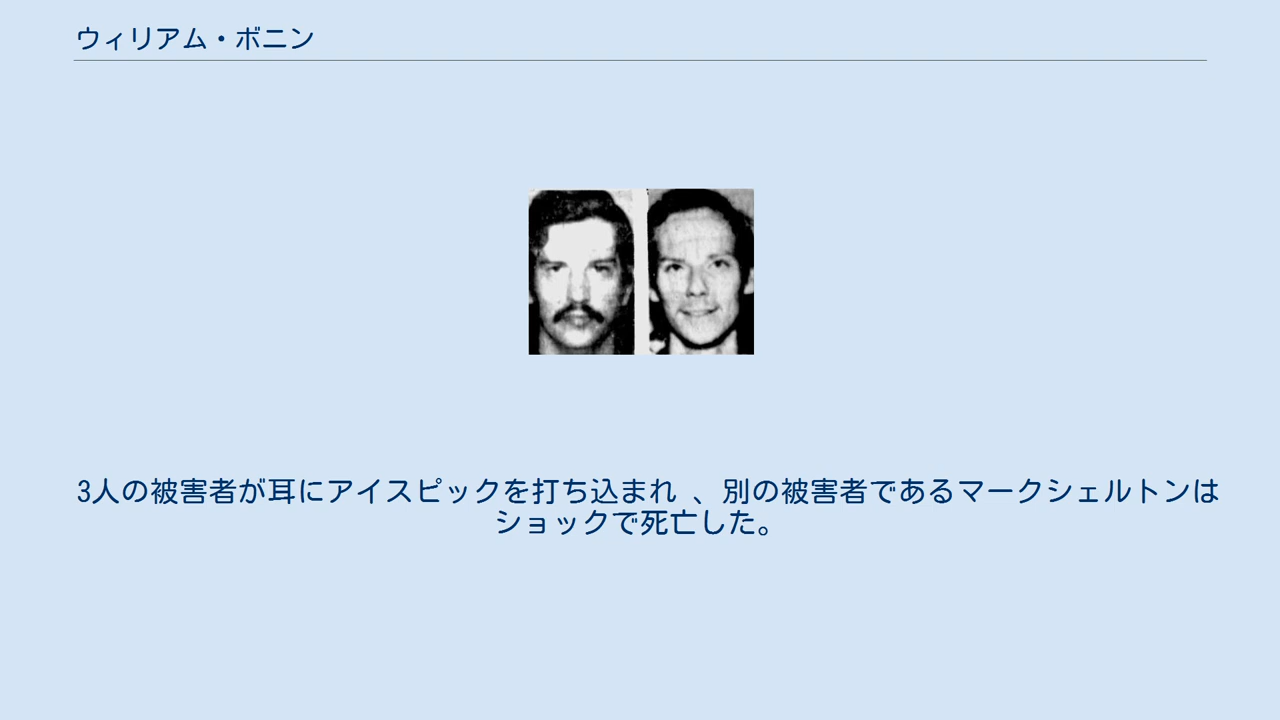 ウィリアム・ボニン
3人の被害者が耳にアイスピックを打ち込まれ 、別の被害者であるマークシェルトンは
ショックで死亡した。